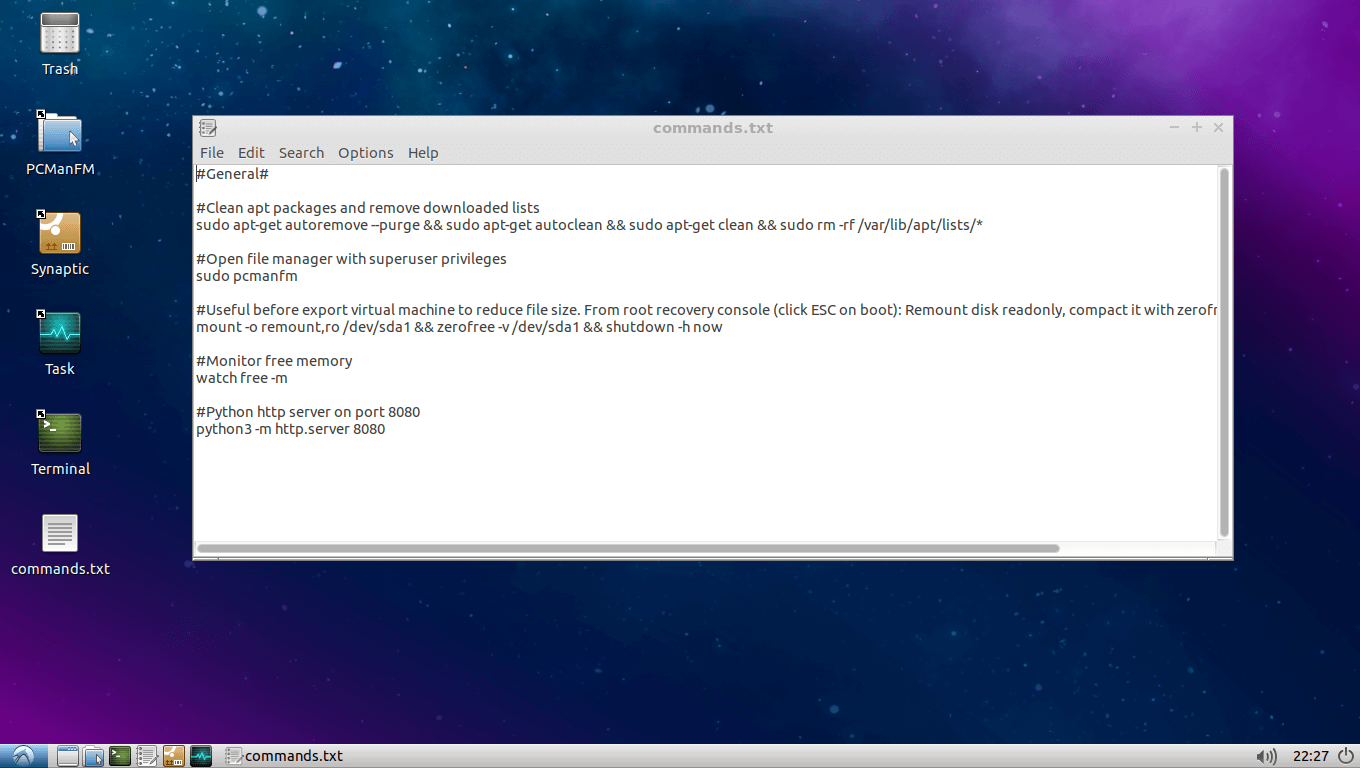 Trash
PCManFM
Synaptic
Task
Terminal
commands.txt
commands.txt
File Edit Search Options Help
#General#
#Clean apt packages and remove downloaded lists
sudo apt-get autoremove --purge && sudo apt-get autoclean && sudo apt-get clean && sudo rm -rf /var/lib/apt/lists/*
#Open file manager with superuser privileges
sudo pcmanfm
#Useful before export virtual machine to reduce file size. From root recovery console (click ESC on boot): Remount disk readonly, compact it with zerofr
mount -o remount,ro /dev/sda1 && zerofree -v /dev/sda1 && shutdown -h now
#Monitor free memory
watch free -m
#Python http server on port 8080
python3 -m http.server 8080
commands.txt
22:27